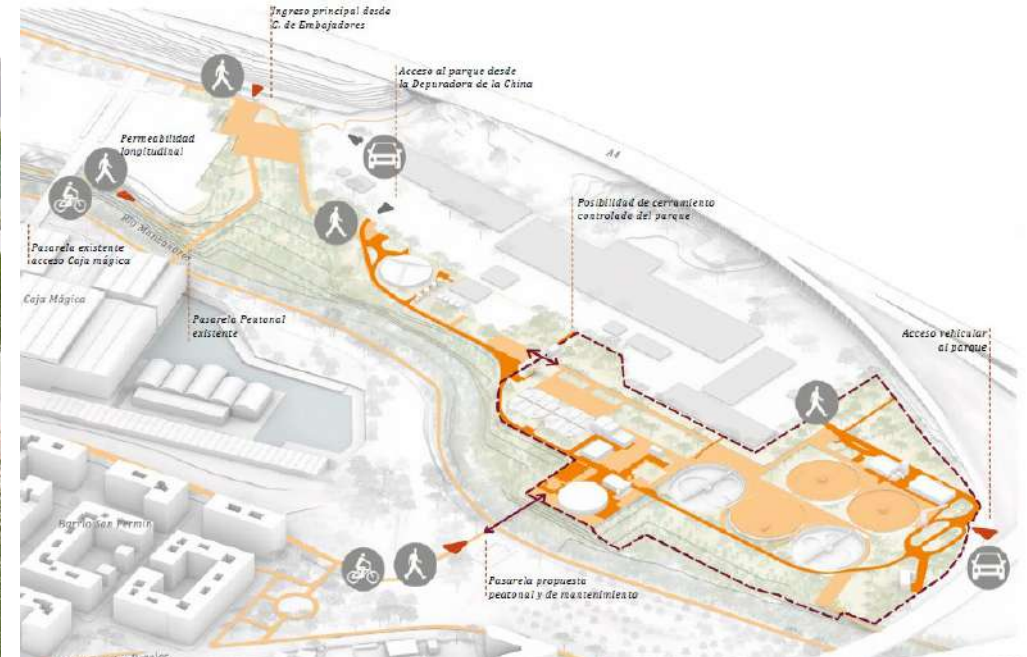 Ingreso principal desde
C. de Embajadores
Acceso al parque desde
la Depuradora de la China
A4
Permeabilidad
longitudinal
Posibilidad de cerramiento
controlada del parque
Río Manzanares
Pasarela existente
acceso Caja mágica
Caja Mágica
Pasarela Peatonal
existente
Acceso vehicular
al parque
Barrio San Fermín
Pasarela propuesta
peatonal y de mantenimiento